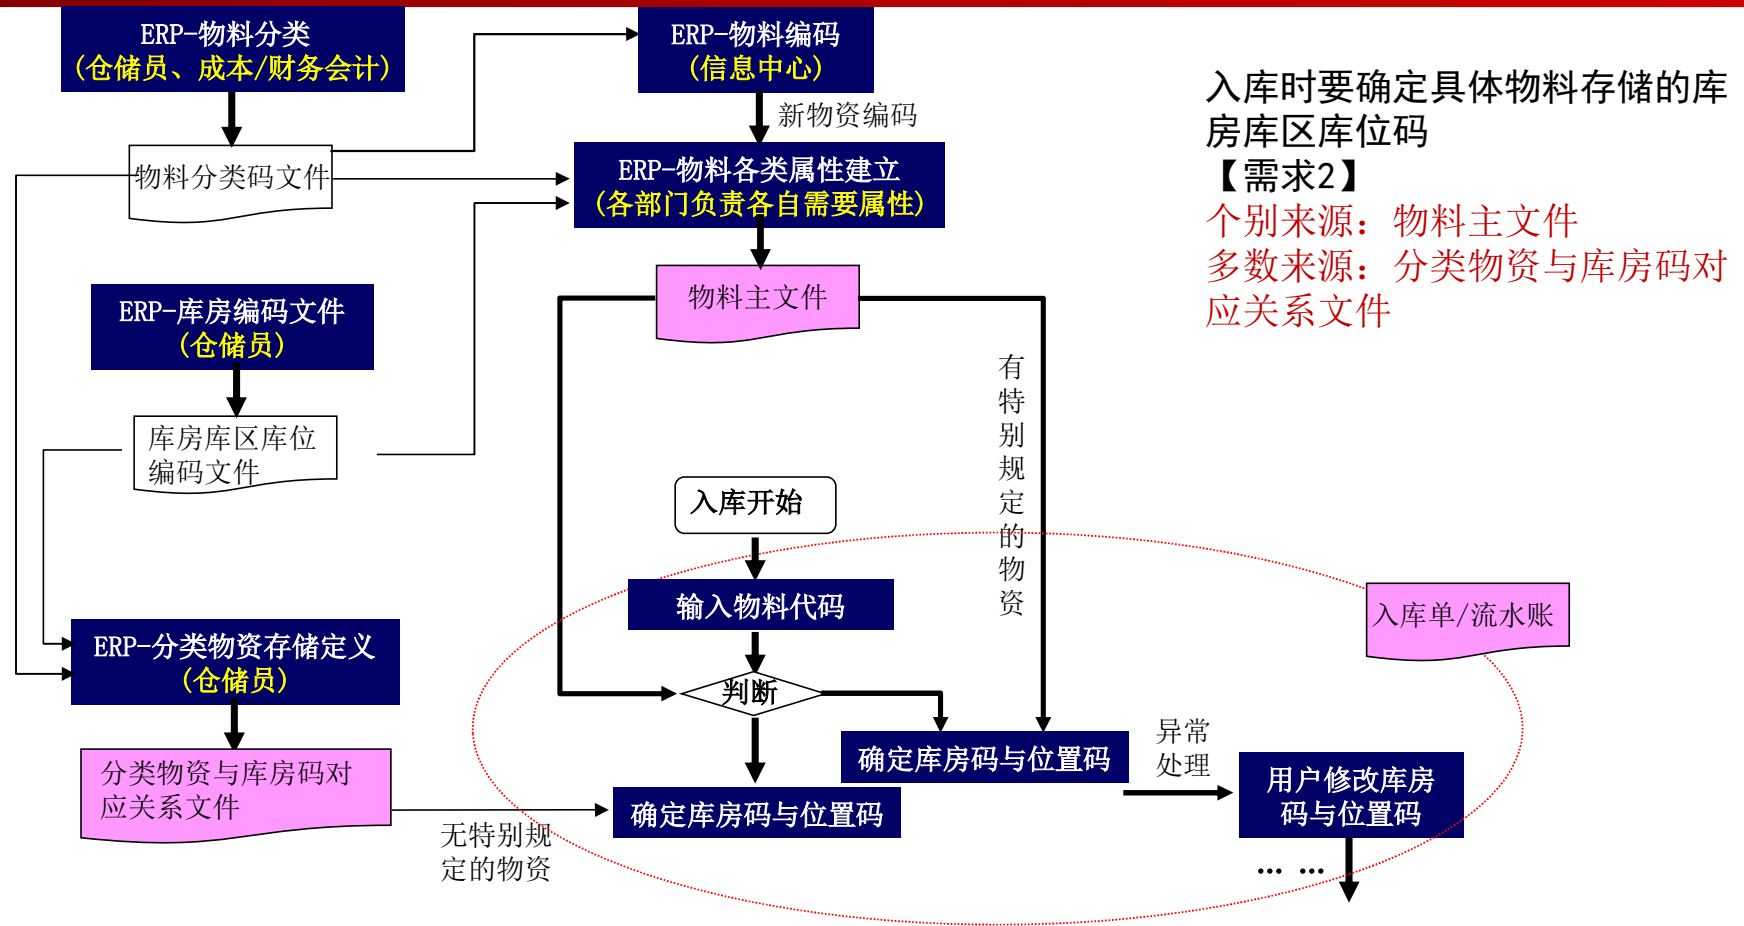 ERP-物料分类
(仓储员、成本/财务会计)
ERP-物料编码
(信息中心)
新物资编码
入库时要确定具体物料存储的库
房库区库位码
【需求2】
个别来源：物料主文件
多数来源：分类物资与库房码对
应关系文件
物料分类码文件
ERP-物料各类属性建立
(各部门负责各自需要属性)
物料主文件
ERP-库房编码文件
(仓储员)
库房库区库位
编码文件
有
特
别
规
定
的
物
资
入库开始
输入物料代码
入库单/流水账
ERP-分类物资存储定义
(仓储员)
判断
分类物资与库房码对
应关系文件
无特别规
定的物资
确定库房码与位置码
确定库房码与位置码
异常
处理
用户修改库房
码与位置码
… …